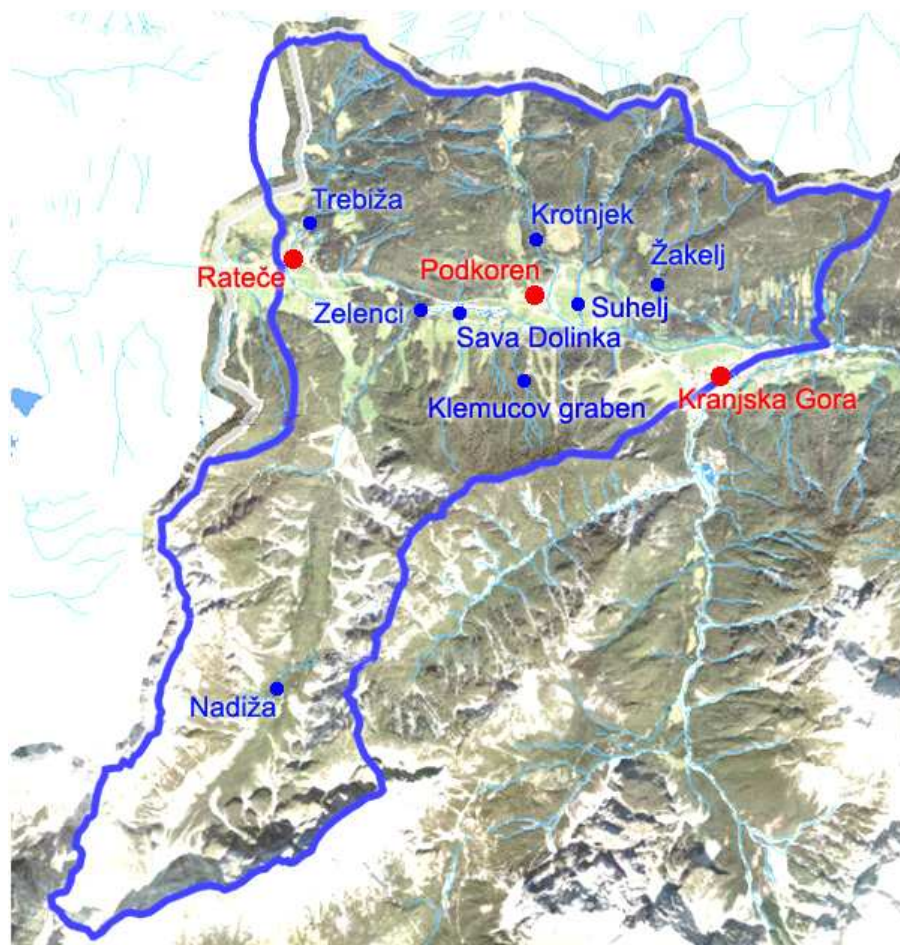 Trebiža
Krotnjek
Žakelj
Rateče
Podkoren
Zelenci
Suhelj
Sava Dolinka
Klemucov graben
Kranjska Gora
Nadiža